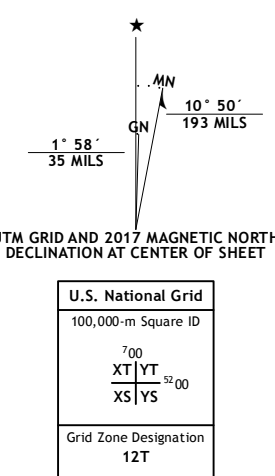 MN
GN
10° 50´
193 MILS
1° 58´
35 MILS
UTM GRID AND 2017 MAGNETIC NORTH
DECLINATION AT CENTER OF SHEET
U.S. National Grid
100,000-m Square ID
700
XT YT
5200
XS YS
Grid Zone Designation
12T